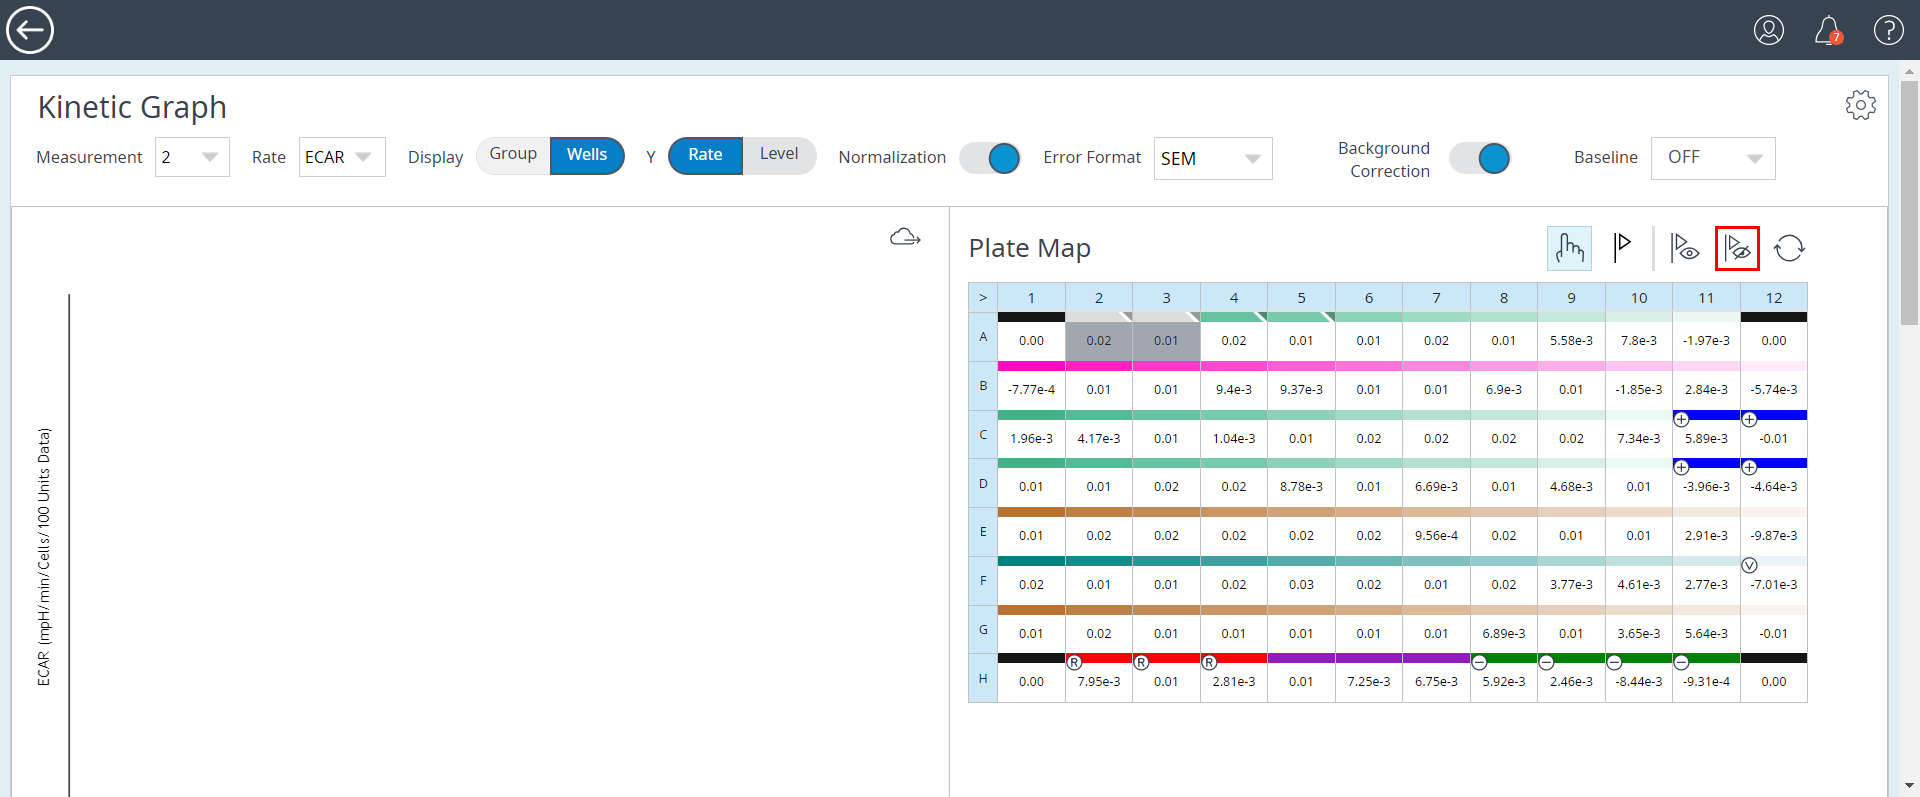 7
?
Kinetic Graph
Measurement 2 Rate ECAR Display Group Wells Y Rate Level Normalization Error Format SEM Background Correction Baseline OFF
Plate Map
> 1 2 3 4 5 6 7 8 9 10 11 12
A 0.00 0.02 0.01 0.02 0.01 0.01 0.02 0.01 5.58e-3 7.8e-3 -1.97e-3 0.00
B -7.77e-4 0.01 0.01 9.4e-3 9.37e-3 0.01 0.01 6.9e-3 0.01 -1.85e-3 2.84e-3 -5.74e-3
+ +
C 1.96e-3 4.17e-3 0.01 1.04e-3 0.01 0.02 0.02 0.02 0.02 7.34e-3 5.89e-3 -0.01
+ +
D 0.01 0.01 0.02 0.02 8.78e-3 0.01 6.69e-3 0.01 4.68e-3 0.01 -3.96e-3 -4.64e-3
E 0.01 0.02 0.02 0.02 0.02 0.02 9.56e-4 0.02 0.01 0.01 2.91e-3 -9.87e-3
V
F 0.02 0.01 0.01 0.02 0.03 0.02 0.01 0.02 3.77e-3 4.61e-3 2.77e-3 -7.01e-3
G 0.01 0.02 0.01 0.01 0.01 0.01 0.01 6.89e-3 0.01 3.65e-3 5.64e-3 -0.01
R R R − − − −
H 0.00 7.95e-3 0.01 2.81e-3 0.01 7.25e-3 6.75e-3 5.92e-3 2.46e-3 -8.44e-3 -9.31e-4 0.00
ECAR (mpH/min/Cells/100 Units Data)